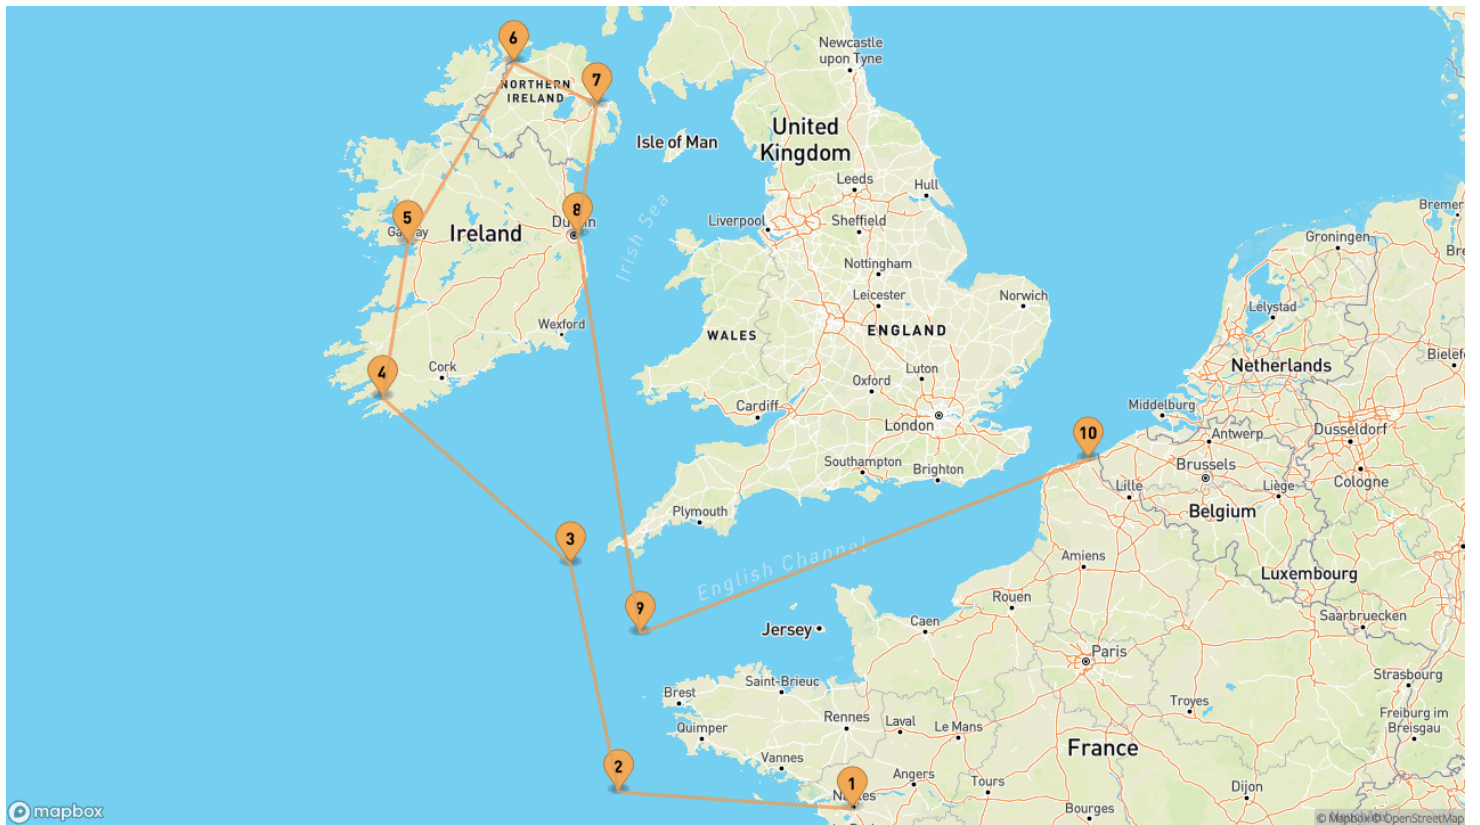 6
Newcastle
upon Tyne
7
NORTHERN
IRELAND
United
Kingdom
Isle of Man
Leeds
Hull
Bremer
5
8
Irish Sea
Ireland
Liverpool
Sheffield
Groningen
Nottingham
Leicester
Norwich
Lelystad
Wexford
WALES
ENGLAND
Netherlands
4
Cork
Luton
Oxford
Cardiff
London
Middelburg
10
Antwerp
Dusseldorf
Southampton
Brighton
Brussels
Lille
Liège
Cologne
Plymouth
Belgium
3
English Channel
Amiens
Luxembourg
9
Rouen
Jersey
Caen
Saarbruecken
Paris
Brest
Saint-Brieuc
Strasbourg
Quimper
Rennes
Laval
Le Mans
Troyes
Freiburg im
Breisgau
2
Vannes
France
1
Angers
Tours
Dijon
Bourges
mapbox
© Mapbox © OpenStreetMap